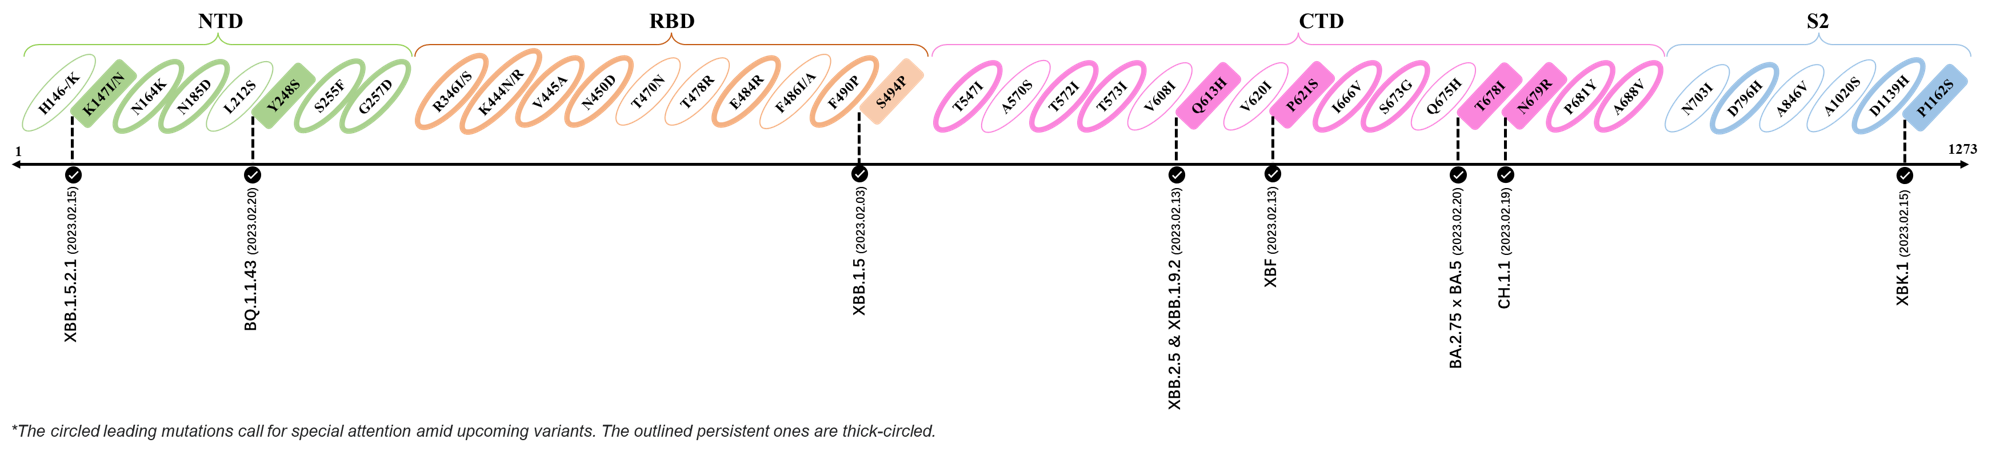 NTD
RBD
CTD
S2
H146-/K
K147I/N
N164K
N185D
L212S
Y248S
S255F
G257D
R346I/S
K444N/R
V445A
N450D
T470N
T478R
E484R
F486I/A
F490P
S494P
T547I
A570S
T572I
T573I
V608I
Q613H
V620I
P621S
I666V
S673G
Q675H
T678I
N679R
P681Y
A688V
N703I
D796H
A846V
A1020S
D1139H
P1162S
1
1273
XBB.1.5.2.1 (2023.02.15)
BQ.1.1.43 (2023.02.20)
XBB.1.5 (2023.02.03)
XBB.2.5 & XBB.1.9.2 (2023.02.13)
XBF (2023.02.13)
BA.2.75 x BA.5 (2023.02.20)
CH.1.1 (2023.02.19)
XBK.1 (2023.02.15)
*The circled leading mutations call for special attention amid upcoming variants. The outlined persistent ones are thick-circled.